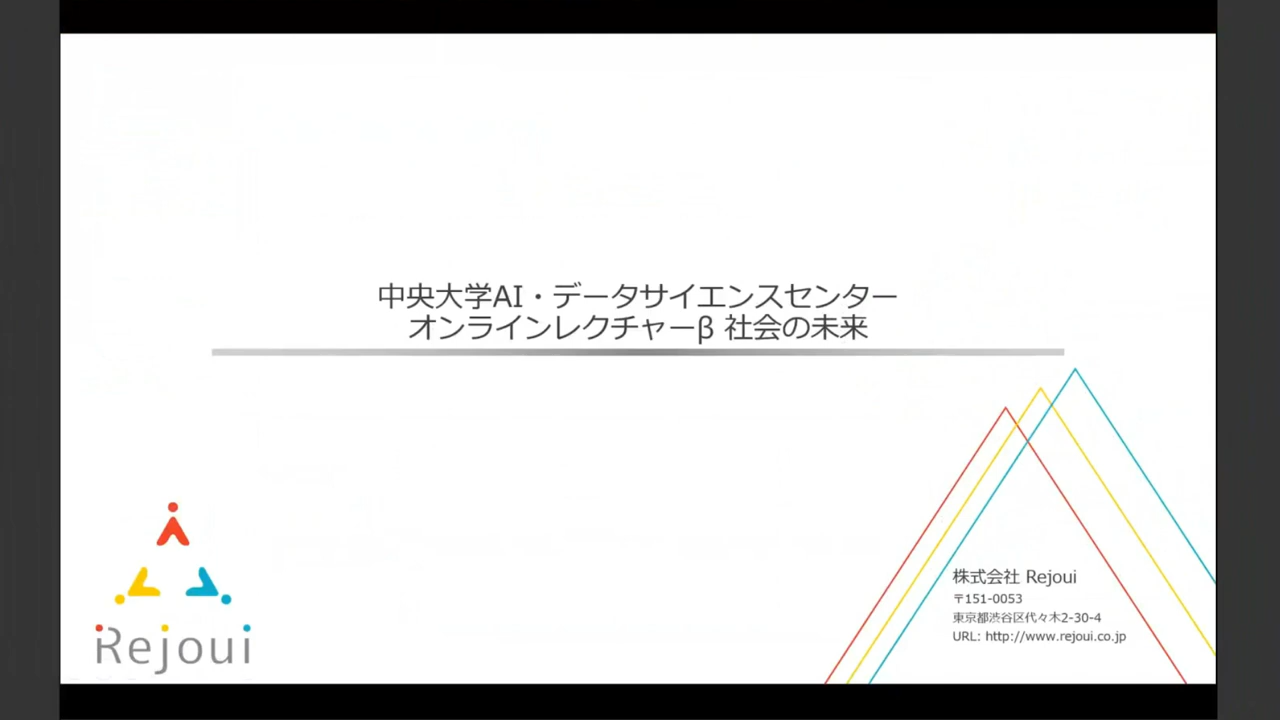 中央大学AI・データサイエンスセンター
オンラインレクチャーβ 社会の未来
株式会社 Rejoui
〒151-0053
東京都渋谷区代々木2-30-4
URL: http://www.rejoui.co.jp
Rejoui